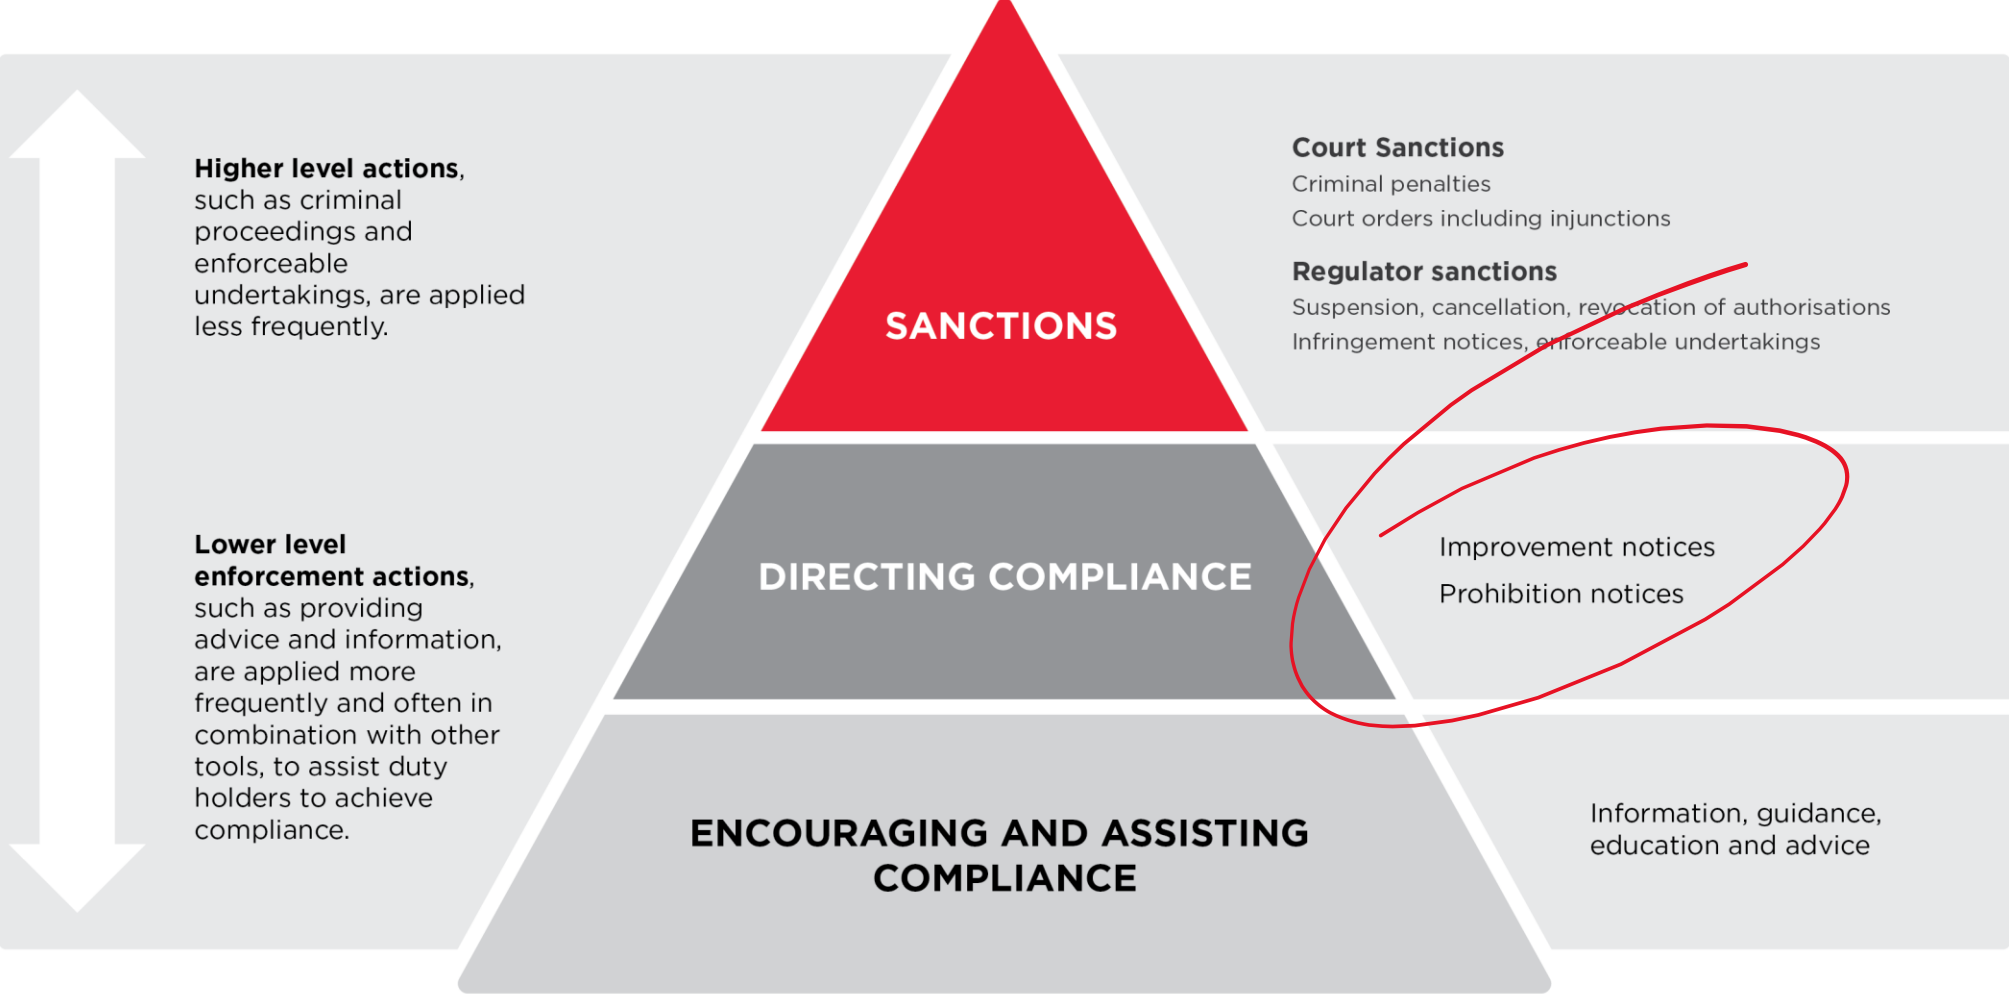 Higher level actions,
such as criminal
proceedings and
enforceable
undertakings, are applied
less frequently.
Lower level
enforcement actions,
such as providing
advice and information,
are applied more
frequently and often in
combination with other
tools, to assist duty
holders to achieve
compliance.
SANCTIONS
DIRECTING COMPLIANCE
ENCOURAGING AND ASSISTING
COMPLIANCE
Court Sanctions
Criminal penalties
Court orders including injunctions
Regulator sanctions
Suspension, cancellation, revocation of authorisations
Infringement notices, enforceable undertakings
Improvement notices
Prohibition notices
Information, guidance,
education and advice